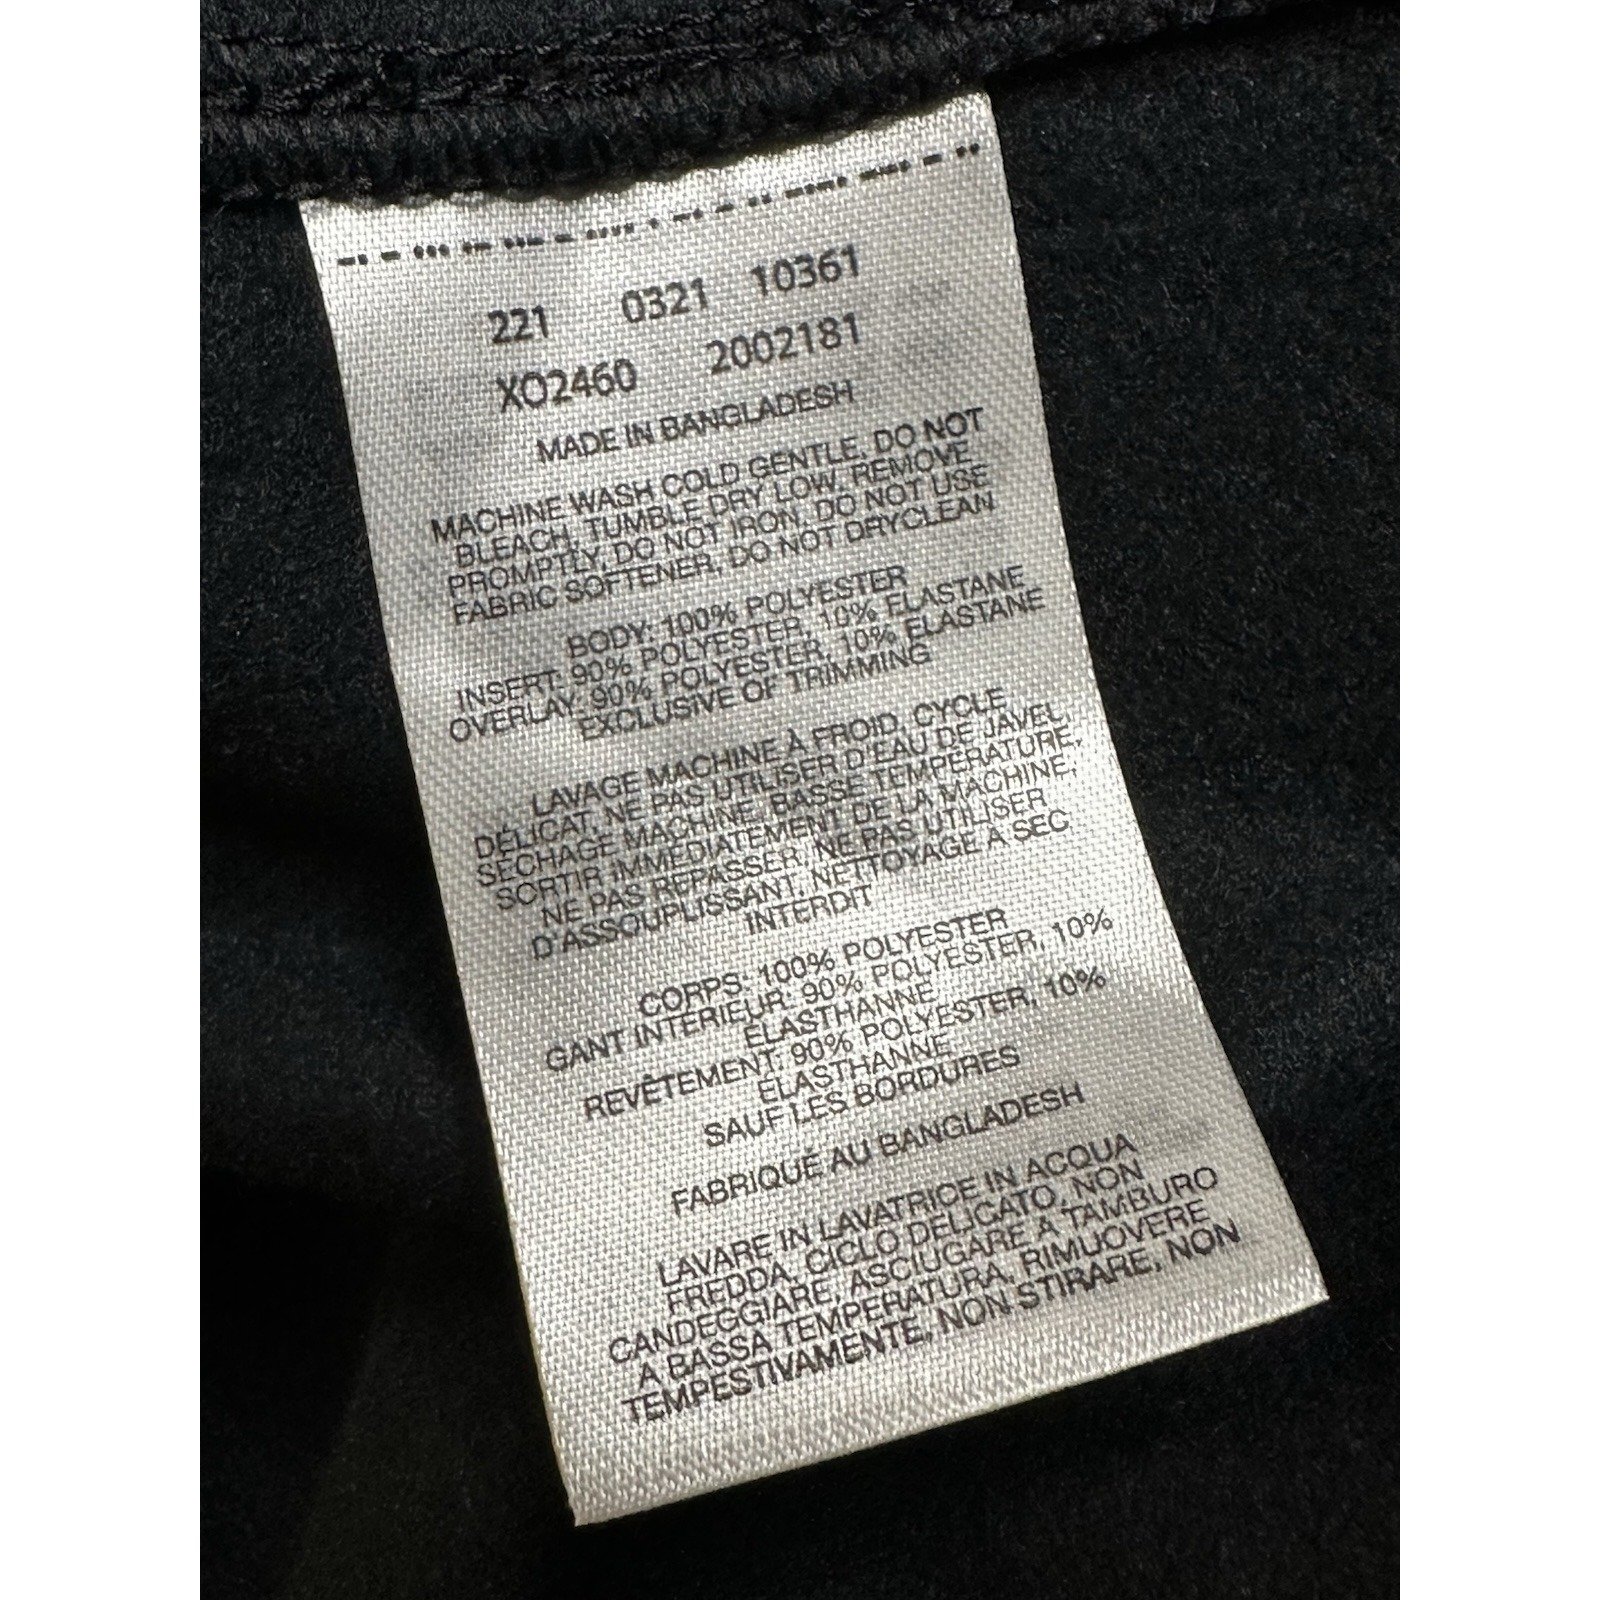 221 0321 10361
XO2460 2002181
MADE IN BANGLADESH
MACHINE WASH COLD GENTLE, DO NOT
BLEACH, TUMBLE DRY LOW, REMOVE
PROMPTLY, DO NOT IRON, DO NOT USE
FABRIC SOFTENER, DO NOT DRYCLEAN
BODY: 100% POLYESTER
INSERT: 90% POLYESTER, 10% ELASTANE
OVERLAY: 90% POLYESTER, 10% ELASTANE
EXCLUSIVE OF TRIMMING
LAVAGE MACHINE À FROID, CYCLE
DÉLICAT, NE PAS UTILISER D'EAU DE JAVEL,
SÉCHAGE MACHINE, BASSE TEMPÉRATURE,
SORTIR IMMÉDIATEMENT DE LA MACHINE,
NE PAS REPASSER, NE PAS UTILISER
D'ASSOUPLISSANT, NETTOYAGE À SEC
INTERDIT
CORPS: 100% POLYESTER
GANT INTÉRIEUR: 90% POLYESTER, 10%
ÉLASTHANNE
REVÊTEMENT: 90% POLYESTER, 10%
ÉLASTHANNE
SAUF LES BORDURES
FABRIQUÉ AU BANGLADESH
LAVARE IN LAVATRICE IN ACQUA
FREDDA, CICLO DELICATO, NON
CANDEGGIARE, ASCIUGARE A TAMBURO
A BASSA TEMPERATURA, RIMUOVERE
TEMPESTIVAMENTE, NON STIRARE, NON